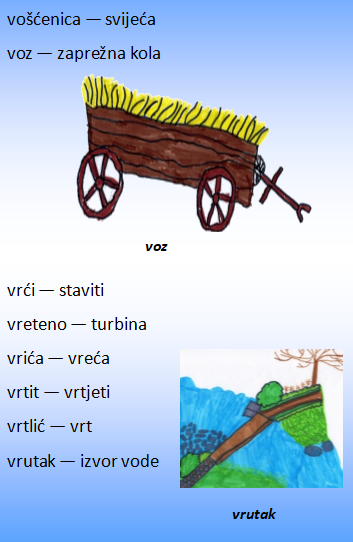 vošćenica — svijeća
voz — zaprežna kola
voz
vrći — staviti
vreteno — turbina
vrića — vreća
vrtit — vrtjeti
vrtlić — vrt
vrutak — izvor vode
vrutak